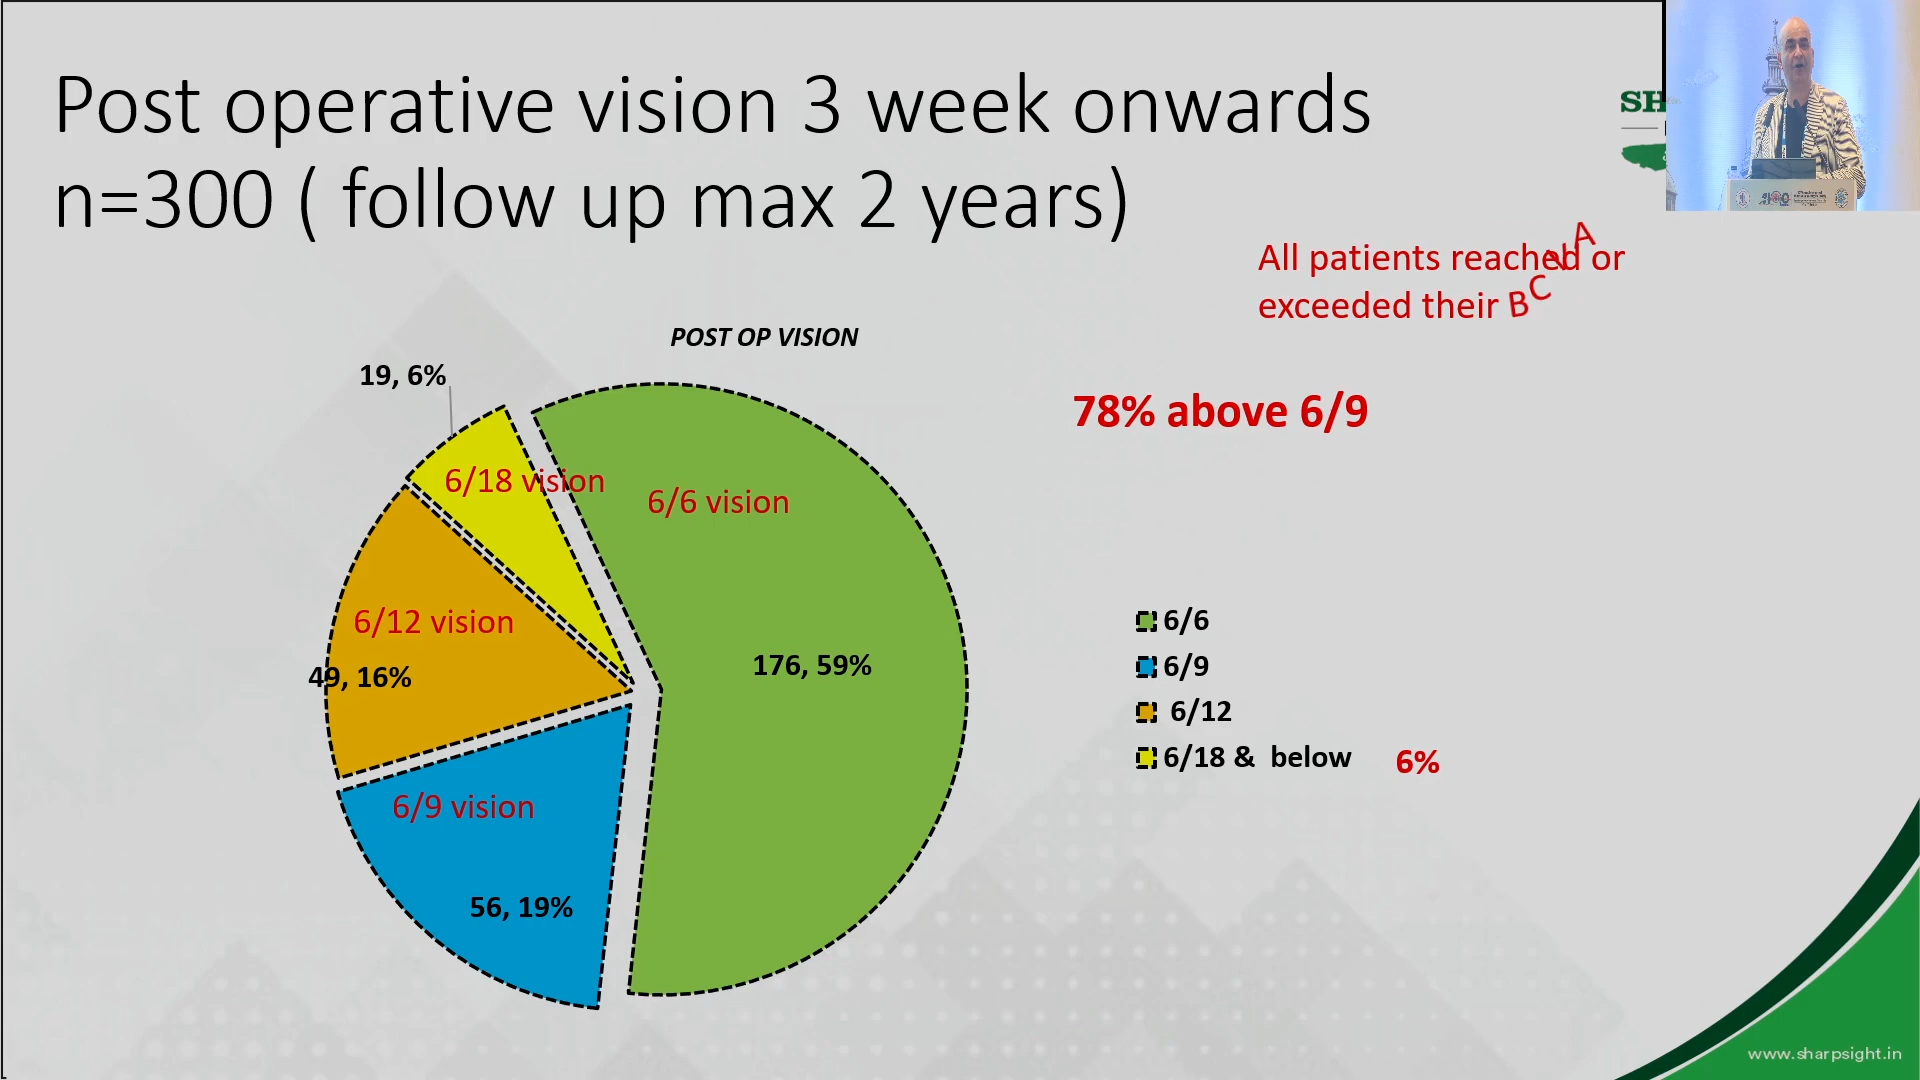 Post operative vision 3 week onwards
n=300 ( follow up max 2 years)
SH
All patients reached or
exceeded their BCVA
POST OP VISION
78% above 6/9
19, 6%
6/18 vision
6/6 vision
6/12 vision
176, 59%
49, 16%
6/9 vision
56, 19%
6/6
6/9
6/12
6/18 & below
6%
www.sharpsight.in